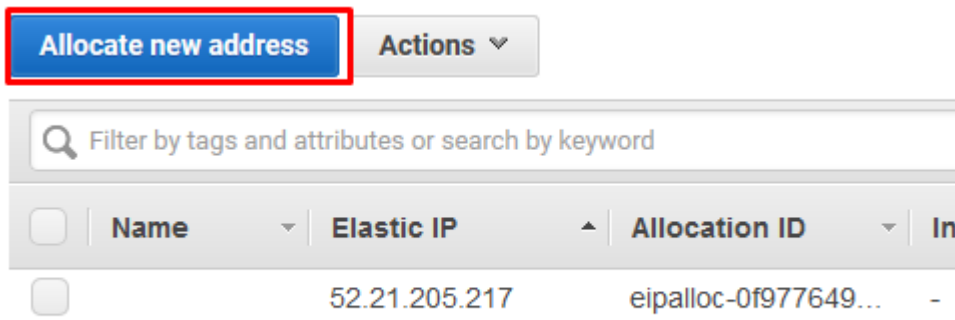 Allocate new address Actions
Filter by tags and attributes or search by keyword
Name Elastic IP Allocation ID In
52.21.205.217 eipalloc-0f977649... -